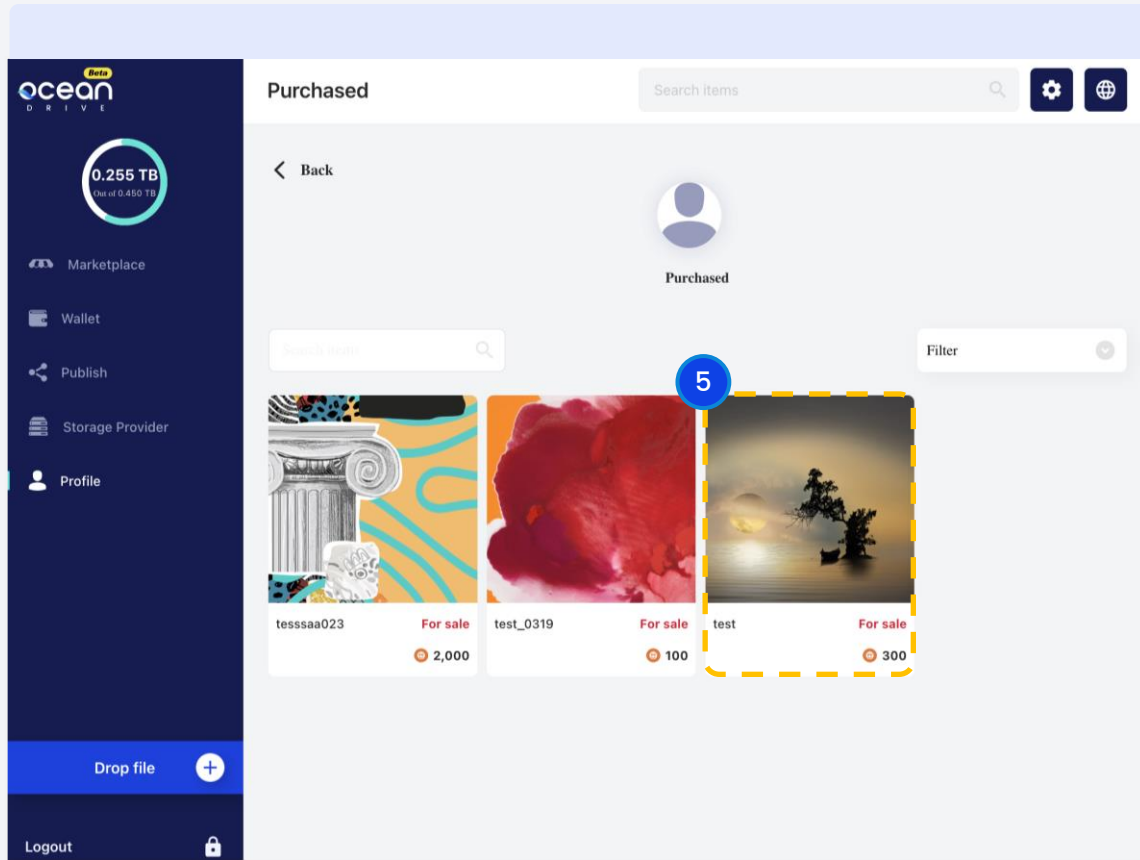 Beta
ocean
DRIVE
Purchased
Search items
0.255 TB
Out of 0.450 TB
Back
Marketplace
Purchased
Wallet
Filter
Publish
5
Storage Provider
Profile
tesssaa023 For sale
2,000
test_0319 For sale
100
test For sale
300
Drop file
Logout